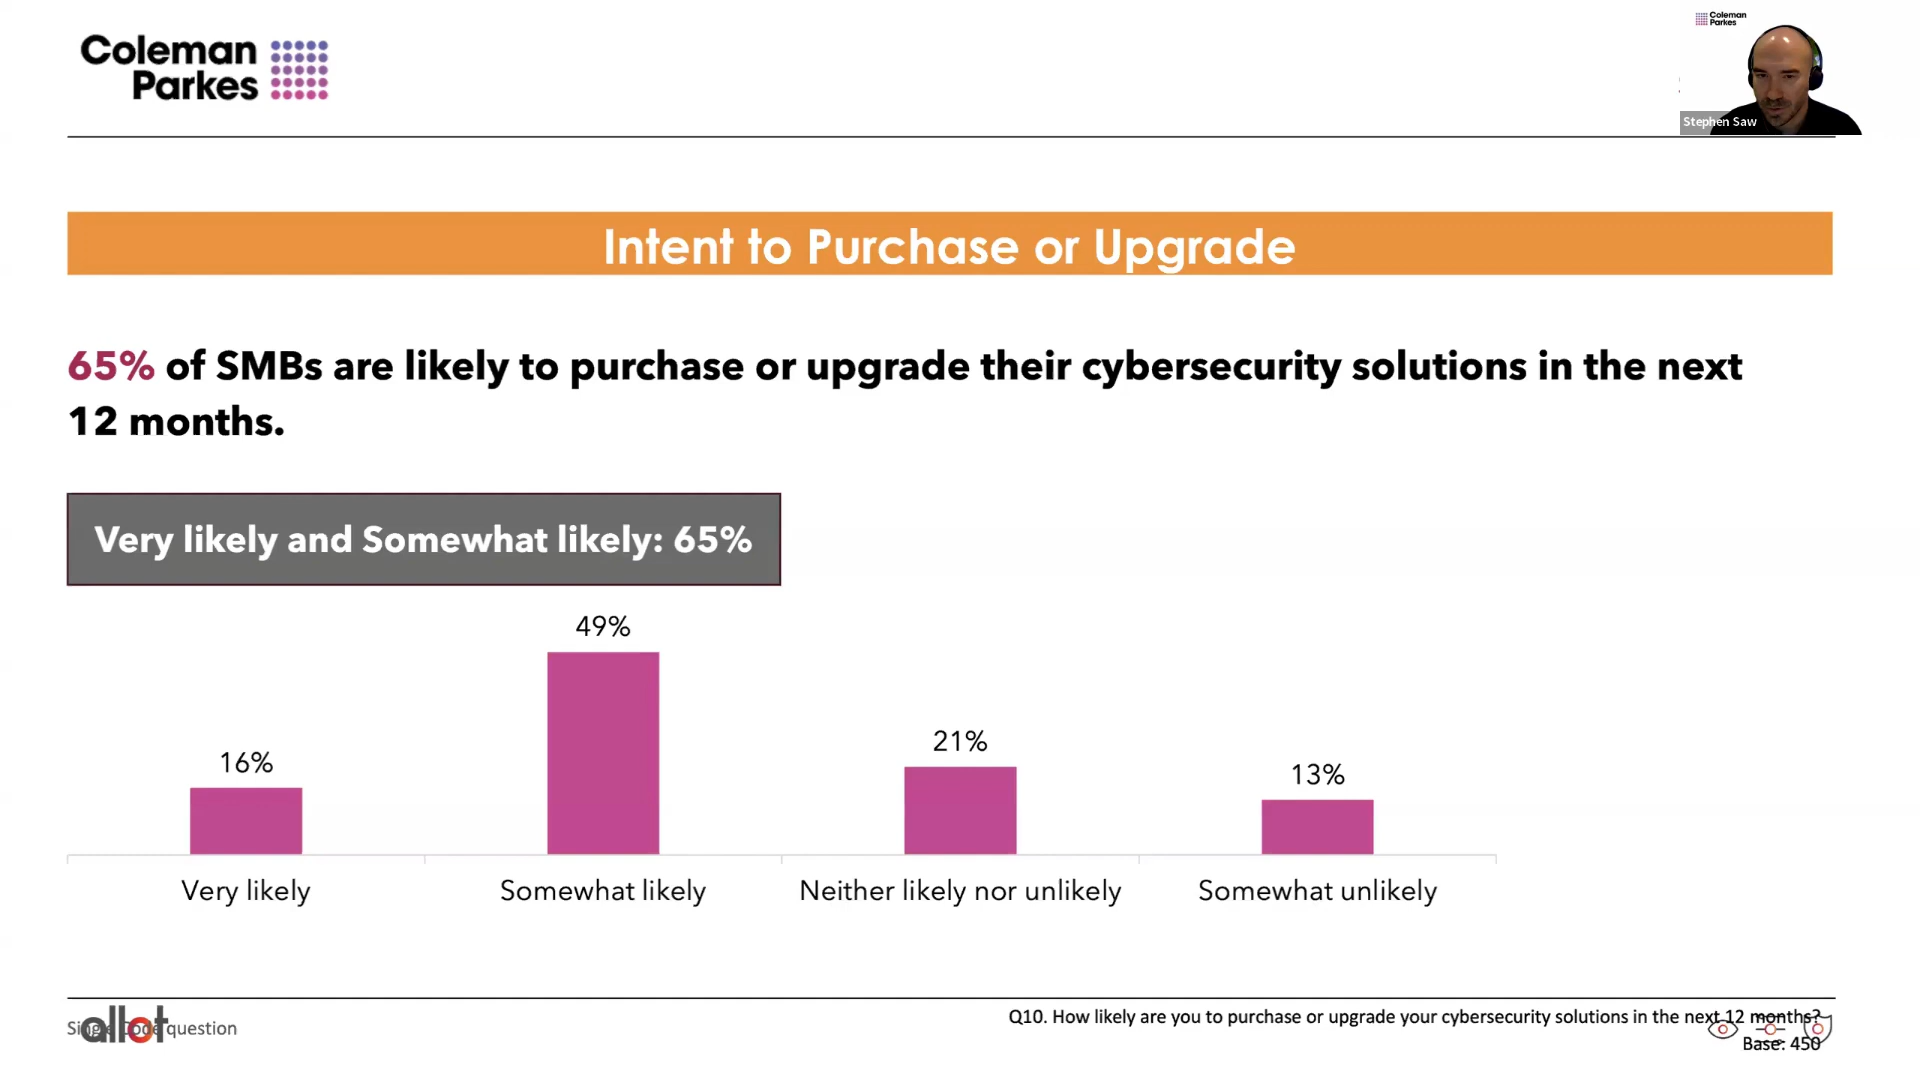 Coleman
Parkes
Coleman
Parkes
Stephen Saw
Intent to Purchase or Upgrade
65% of SMBs are likely to purchase or upgrade their cybersecurity solutions in the next
12 months.
Very likely and Somewhat likely: 65%
49%
21%
16%
13%
Very likely
Somewhat likely
Neither likely nor unlikely
Somewhat unlikely
allot
Single Code question
Q10. How likely are you to purchase or upgrade your cybersecurity solutions in the next 12 months?
Base: 450